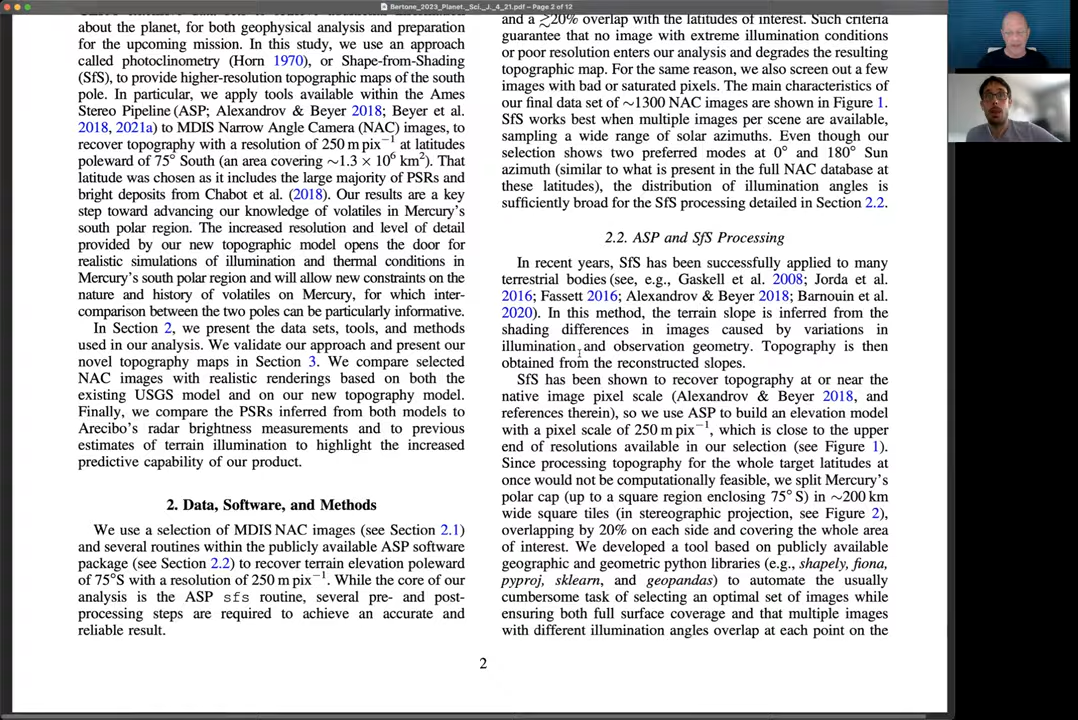 Bertone_2023_Planet._Sci._J._4_21.pdf – Page 2 of 12
about the planet, for both geophysical analysis and preparation
for the upcoming mission. In this study, we use an approach
called photoclinometry (Horn 1970), or Shape-from-Shading
(SfS), to provide higher-resolution topographic maps of the south
pole. In particular, we apply tools available within the Ames
Stereo Pipeline (ASP; Alexandrov & Beyer 2018; Beyer et al.
2018, 2021a) to MDIS Narrow Angle Camera (NAC) images, to
recover topography with a resolution of 250 m pix−1 at latitudes
poleward of 75° South (an area covering ∼1.3 × 10⁶ km²). That
latitude was chosen as it includes the large majority of PSRs and
bright deposits from Chabot et al. (2018). Our results are a key
step toward advancing our knowledge of volatiles in Mercury's
south polar region. The increased resolution and level of detail
provided by our new topographic model opens the door for
realistic simulations of illumination and thermal conditions in
Mercury's south polar region and will allow new constraints on the
nature and history of volatiles on Mercury, for which inter-
comparison between the two poles can be particularly informative.
In Section 2, we present the data sets, tools, and methods
used in our analysis. We validate our approach and present our
novel topography maps in Section 3. We compare selected
NAC images with realistic renderings based on both the
existing USGS model and on our new topography model.
Finally, we compare the PSRs inferred from both models to
Arecibo's radar brightness measurements and to previous
estimates of terrain illumination to highlight the increased
predictive capability of our product.
2. Data, Software, and Methods
We use a selection of MDIS NAC images (see Section 2.1)
and several routines within the publicly available ASP software
package (see Section 2.2) to recover terrain elevation poleward
of 75°S with a resolution of 250 m pix−1. While the core of our
analysis is the ASP sfs routine, several pre- and post-
processing steps are required to achieve an accurate and
reliable result.
and a ≳20% overlap with the latitudes of interest. Such criteria
guarantee that no image with extreme illumination conditions
or poor resolution enters our analysis and degrades the resulting
topographic map. For the same reason, we also screen out a few
images with bad or saturated pixels. The main characteristics of
our final data set of ∼1300 NAC images are shown in Figure 1.
SfS works best when multiple images per scene are available,
sampling a wide range of solar azimuths. Even though our
selection shows two preferred modes at 0° and 180° Sun
azimuth (similar to what is present in the full NAC database at
these latitudes), the distribution of illumination angles is
sufficiently broad for the SfS processing detailed in Section 2.2.
2.2. ASP and SfS Processing
In recent years, SfS has been successfully applied to many
terrestrial bodies (see, e.g., Gaskell et al. 2008; Jorda et al.
2016; Fassett 2016; Alexandrov & Beyer 2018; Barnouin et al.
2020). In this method, the terrain slope is inferred from the
shading differences in images caused by variations in
illumination and observation geometry. Topography is then
obtained from the reconstructed slopes.
SfS has been shown to recover topography at or near the
native image pixel scale (Alexandrov & Beyer 2018, and
references therein), so we use ASP to build an elevation model
with a pixel scale of 250 m pix−1, which is close to the upper
end of resolutions available in our selection (see Figure 1).
Since processing topography for the whole target latitudes at
once would not be computationally feasible, we split Mercury's
polar cap (up to a square region enclosing 75° S) in ∼200 km
wide square tiles (in stereographic projection, see Figure 2),
overlapping by 20% on each side and covering the whole area
of interest. We developed a tool based on publicly available
geographic and geometric python libraries (e.g., shapely, fiona,
pyproj, sklearn, and geopandas) to automate the usually
cumbersome task of selecting an optimal set of images while
ensuring both full surface coverage and that multiple images
with different illumination angles overlap at each point on the
2